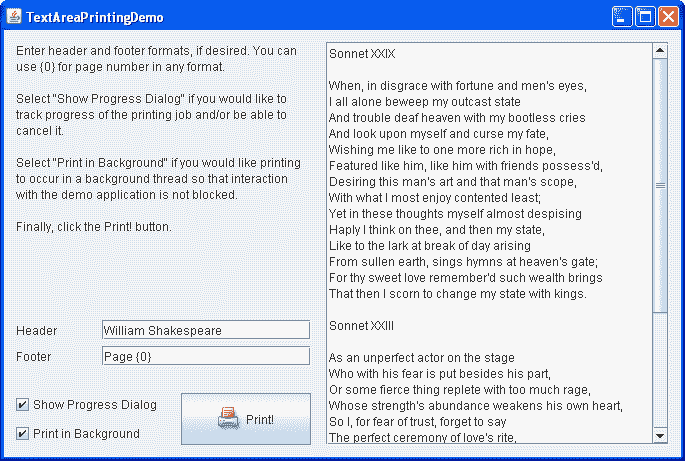 TextAreaPrintingDemo
Enter header and footer formats, if desired. You can
use {0} for page number in any format.
Select "Show Progress Dialog" if you would like to
track progress of the printing job and/or be able to
cancel it.
Select "Print in Background" if you would like printing
to occur in a background thread so that interaction
with the demo application is not blocked.
Finally, click the Print! button.
Header
William Shakespeare
Footer
Page {0}
Show Progress Dialog
Print in Background
Print!
Sonnet XXIX
When, in disgrace with fortune and men's eyes,
I all alone beweep my outcast state
And trouble deaf heaven with my bootless cries
And look upon myself and curse my fate,
Wishing me like to one more rich in hope,
Featured like him, like him with friends possess'd,
Desiring this man's art and that man's scope,
With what I most enjoy contented least;
Yet in these thoughts myself almost despising
Haply I think on thee, and then my state,
Like to the lark at break of day arising
From sullen earth, sings hymns at heaven's gate;
For thy sweet love remember'd such wealth brings
That then I scorn to change my state with kings.
Sonnet XXIII
As an unperfect actor on the stage
Who with his fear is put besides his part,
Or some fierce thing replete with too much rage,
Whose strength's abundance weakens his own heart,
So I, for fear of trust, forget to say
The perfect ceremony of love's rite,